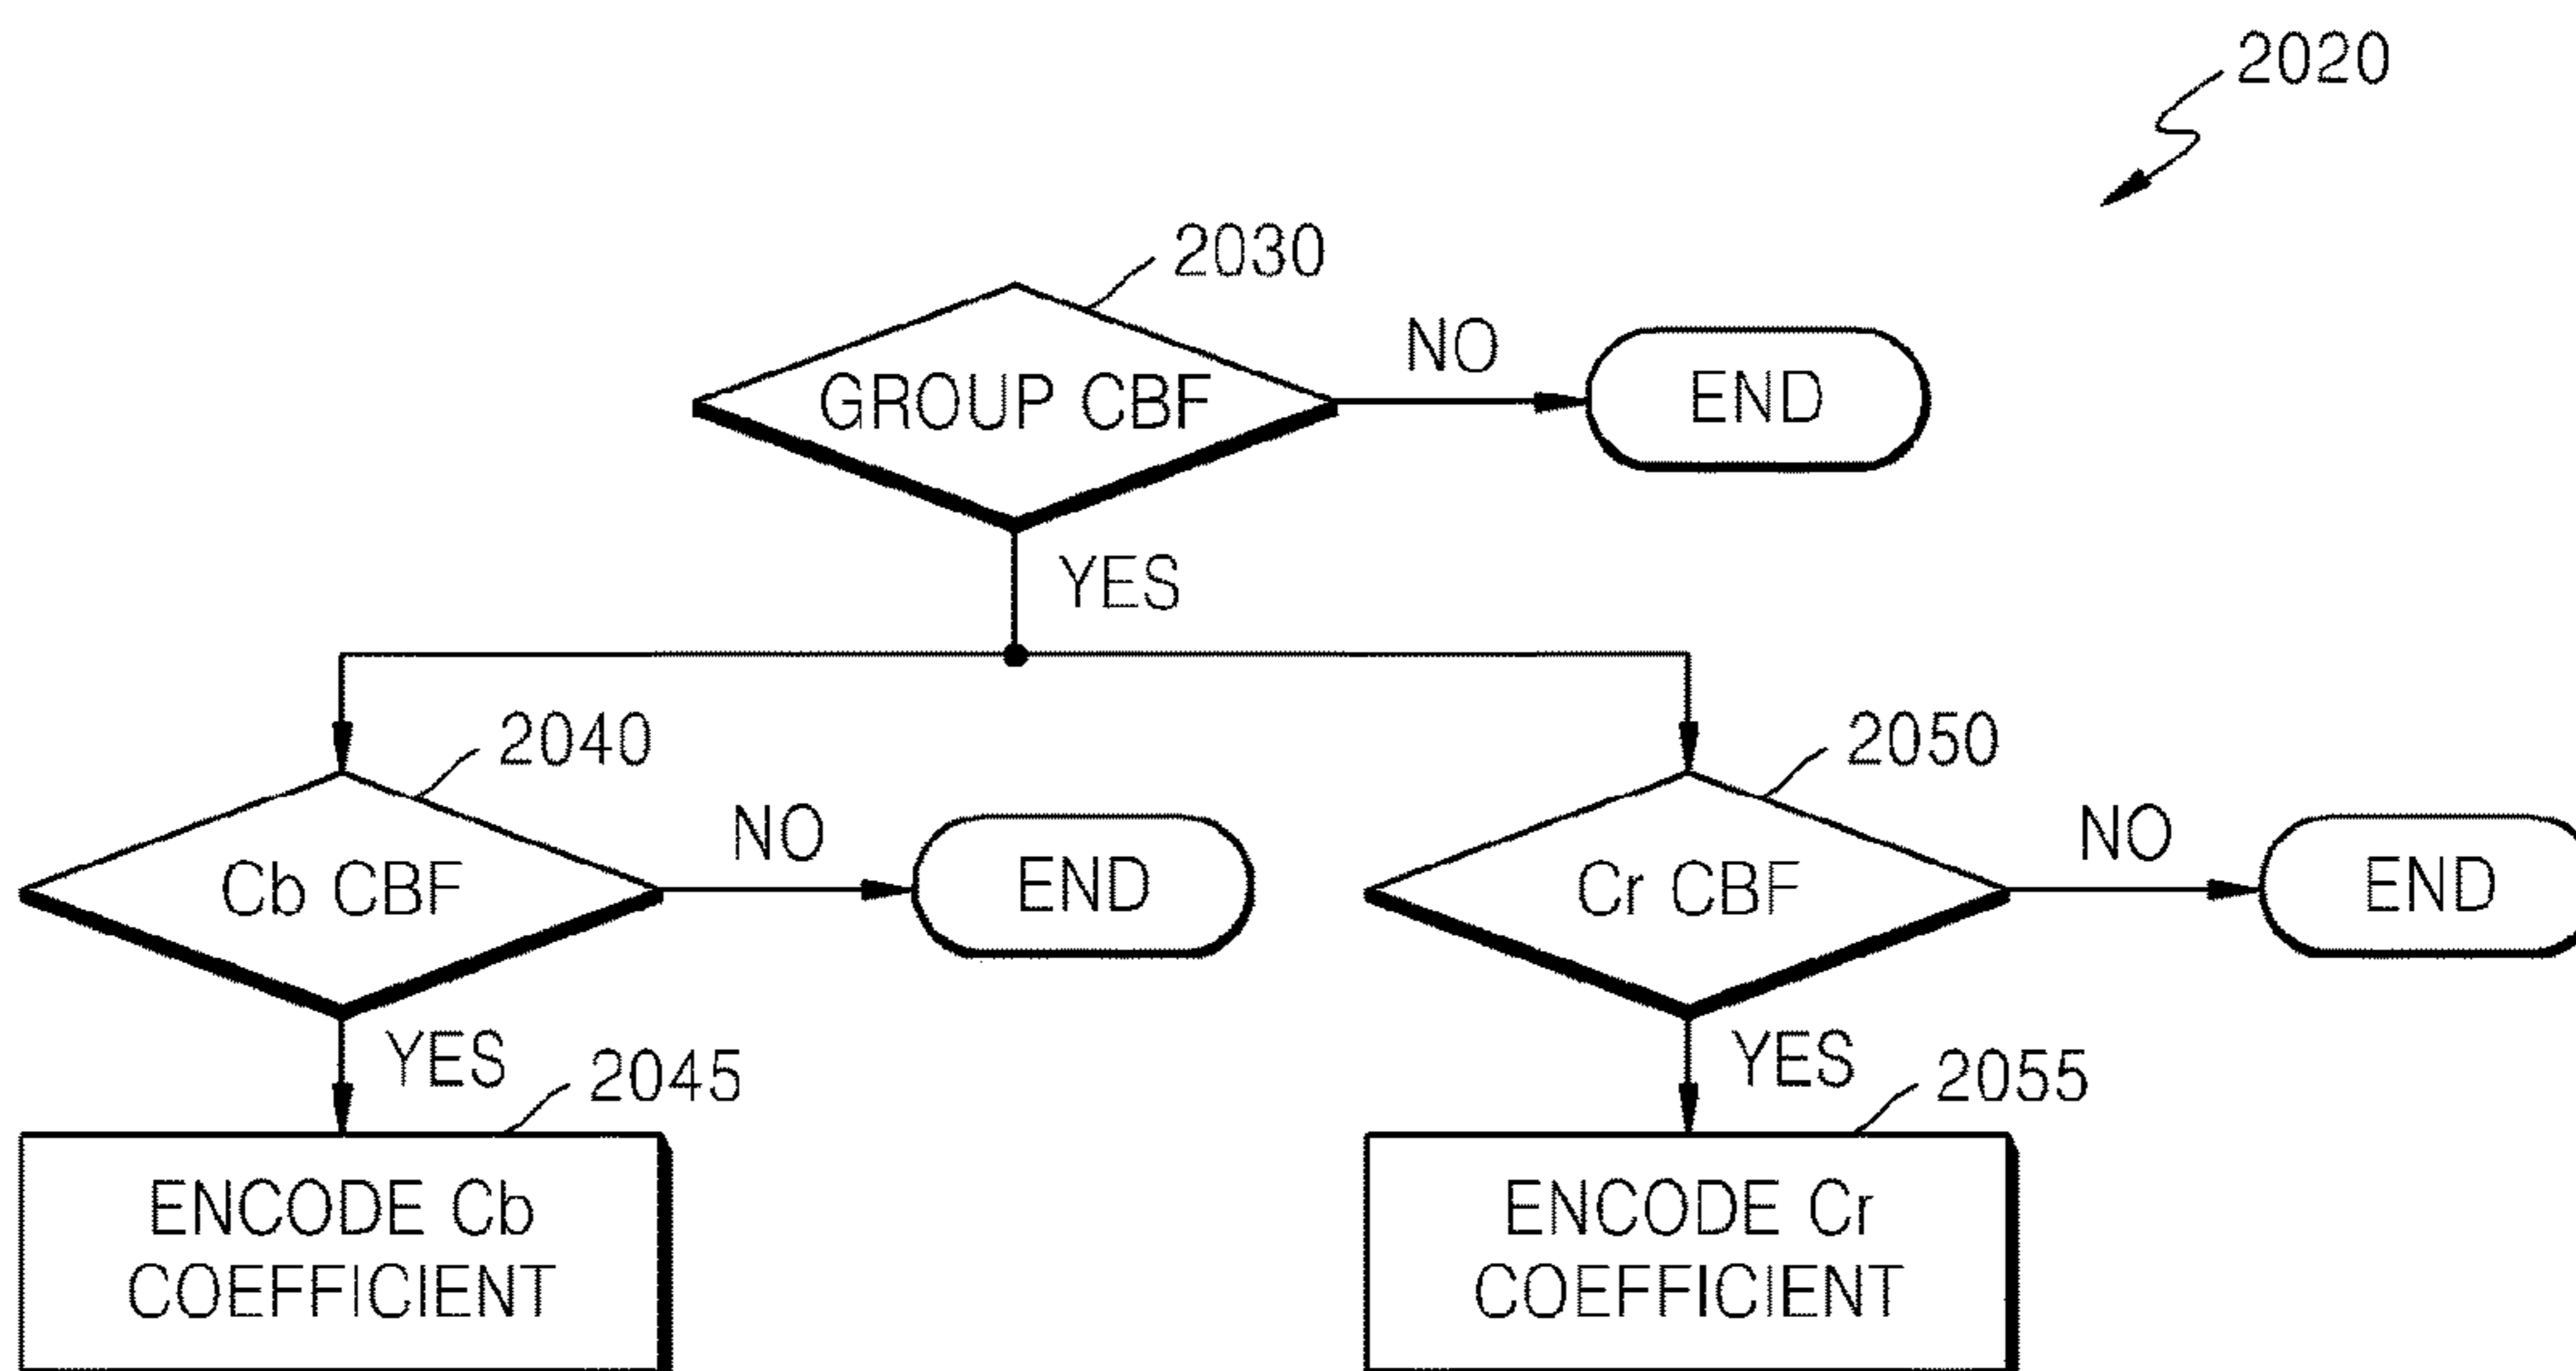 2020
2030
GROUP CBF
NO
END
YES
2040
Cb CBF
NO
END
2050
Cr CBF
NO
END
YES
2045
ENCODE Cb
COEFFICIENT
YES
2055
ENCODE Cr
COEFFICIENT